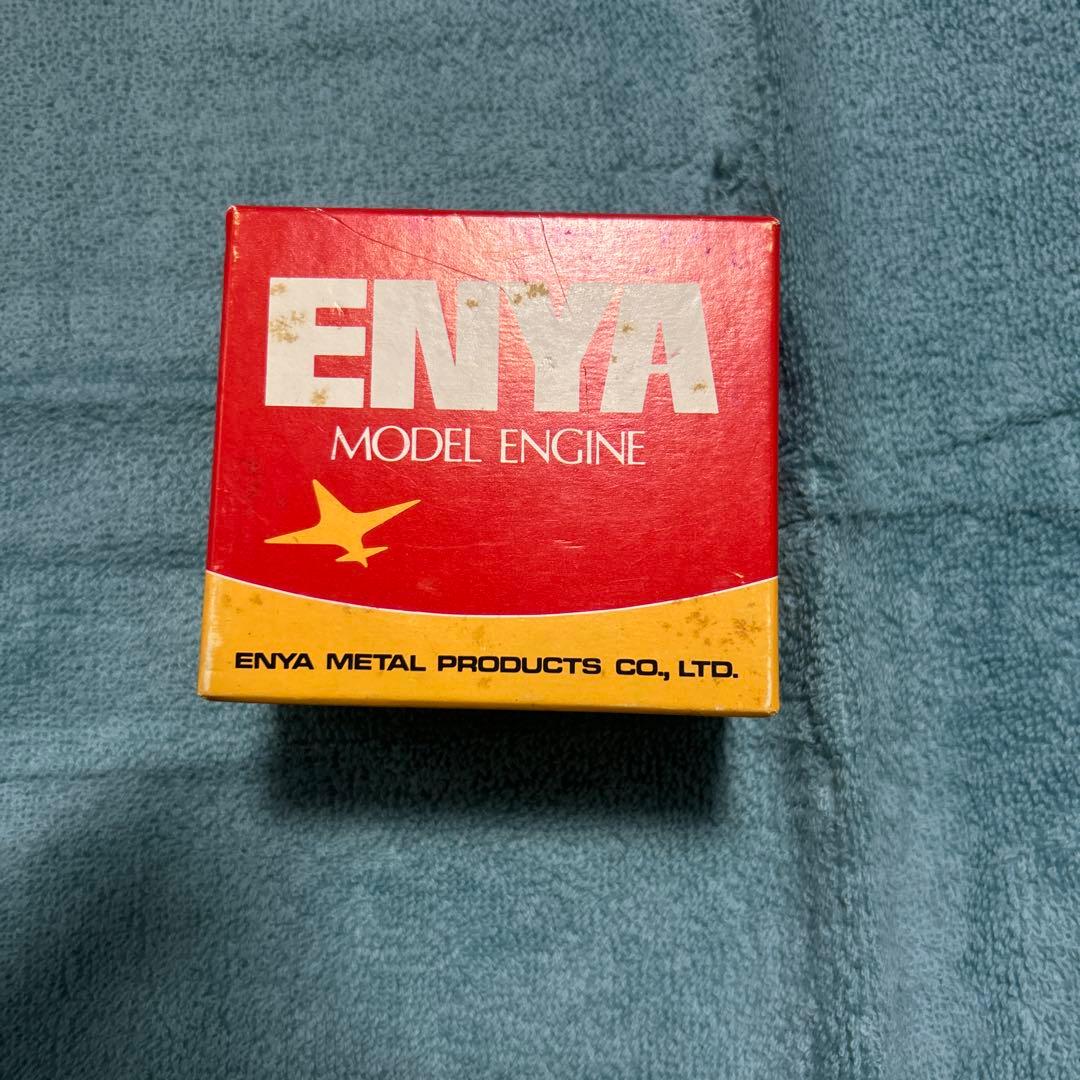 ENYA
MODEL ENGINE
ENYA METAL PRODUCTS CO., LTD.